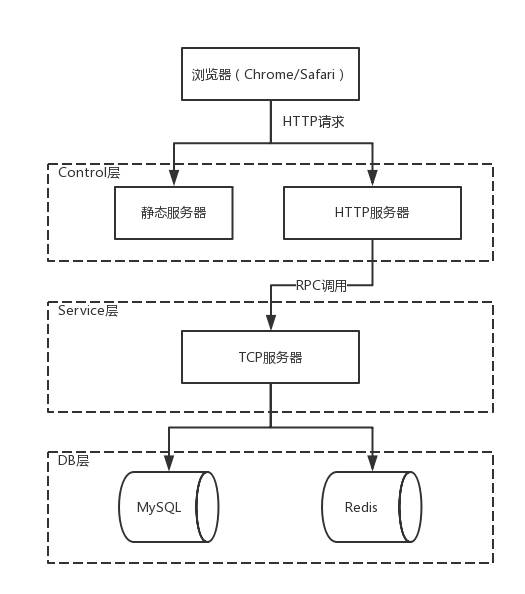 浏览器（Chrome/Safari）
HTTP请求
Control层
静态服务器
HTTP服务器
RPC调用
Service层
TCP服务器
DB层
MySQL
Redis